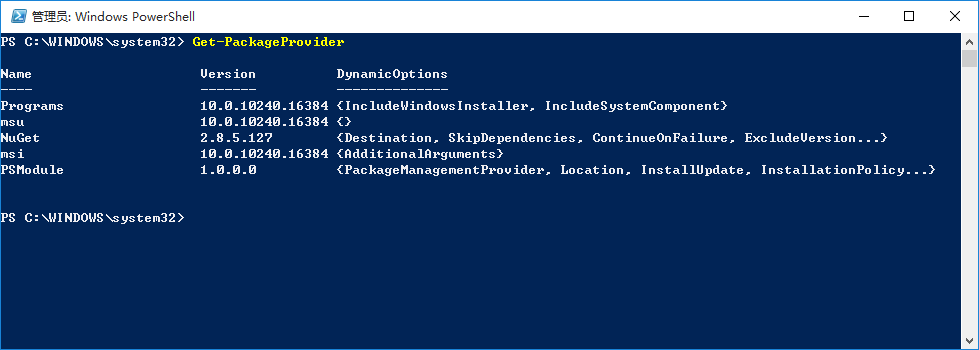 管理员: Windows PowerShell
PS C:\WINDOWS\system32> Get-PackageProvider
Name Version DynamicOptions
---- ------- --------------
Programs 10.0.10240.16384 {IncludeWindowsInstaller, IncludeSystemComponent}
msu 10.0.10240.16384 {}
NuGet 2.8.5.127 {Destination, SkipDependencies, ContinueOnFailure, ExcludeVersion...}
msi 10.0.10240.16384 {AdditionalArguments}
PSModule 1.0.0.0 {PackageManagementProvider, Location, InstallUpdate, InstallationPolicy...}
PS C:\WINDOWS\system32>